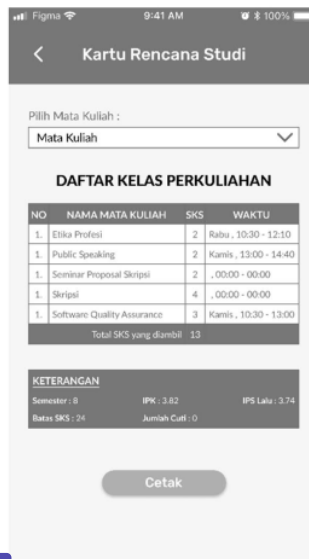 Figma 9:41 AM 100%
Kartu Rencana Studi
Pilih Mata Kuliah :
Mata Kuliah
DAFTAR KELAS PERKULIAHAN
NO NAMA MATA KULIAH SKS WAKTU
1. Etika Profesi 2 Rabu , 10:30 - 12:10
1. Public Speaking 2 Kamis , 13:00 - 14:40
1. Seminar Proposal Skripsi 2 , 00:00 - 00:00
1. Skripsi 4 , 00:00 - 00:00
1. Software Quality Assurance 3 Kamis , 10:30 - 13:00
Total SKS yang diambil 13
KETERANGAN
Semester : 8 IPK : 3.82 IPS Lalu : 3.74
Batas SKS : 24 Jumlah Cuti : 0
Cetak